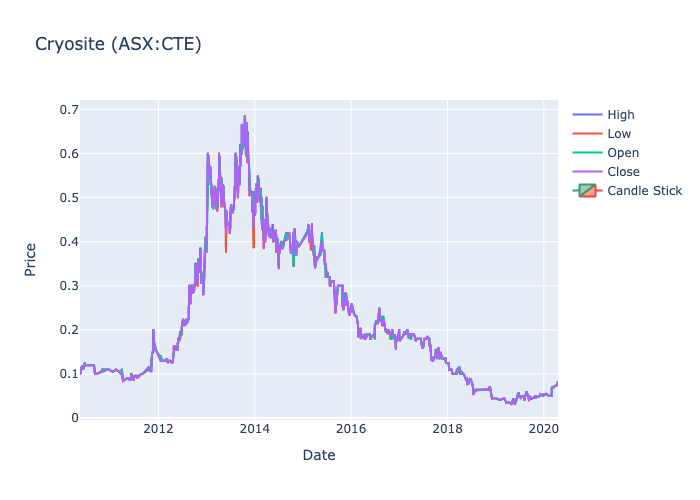 Cryosite (ASX:CTE)
0.7
0.6
0.5
0.4
0.3
0.2
0.1
0
Price
2012 2014 2016 2018 2020
Date
High
Low
Open
Close
Candle Stick